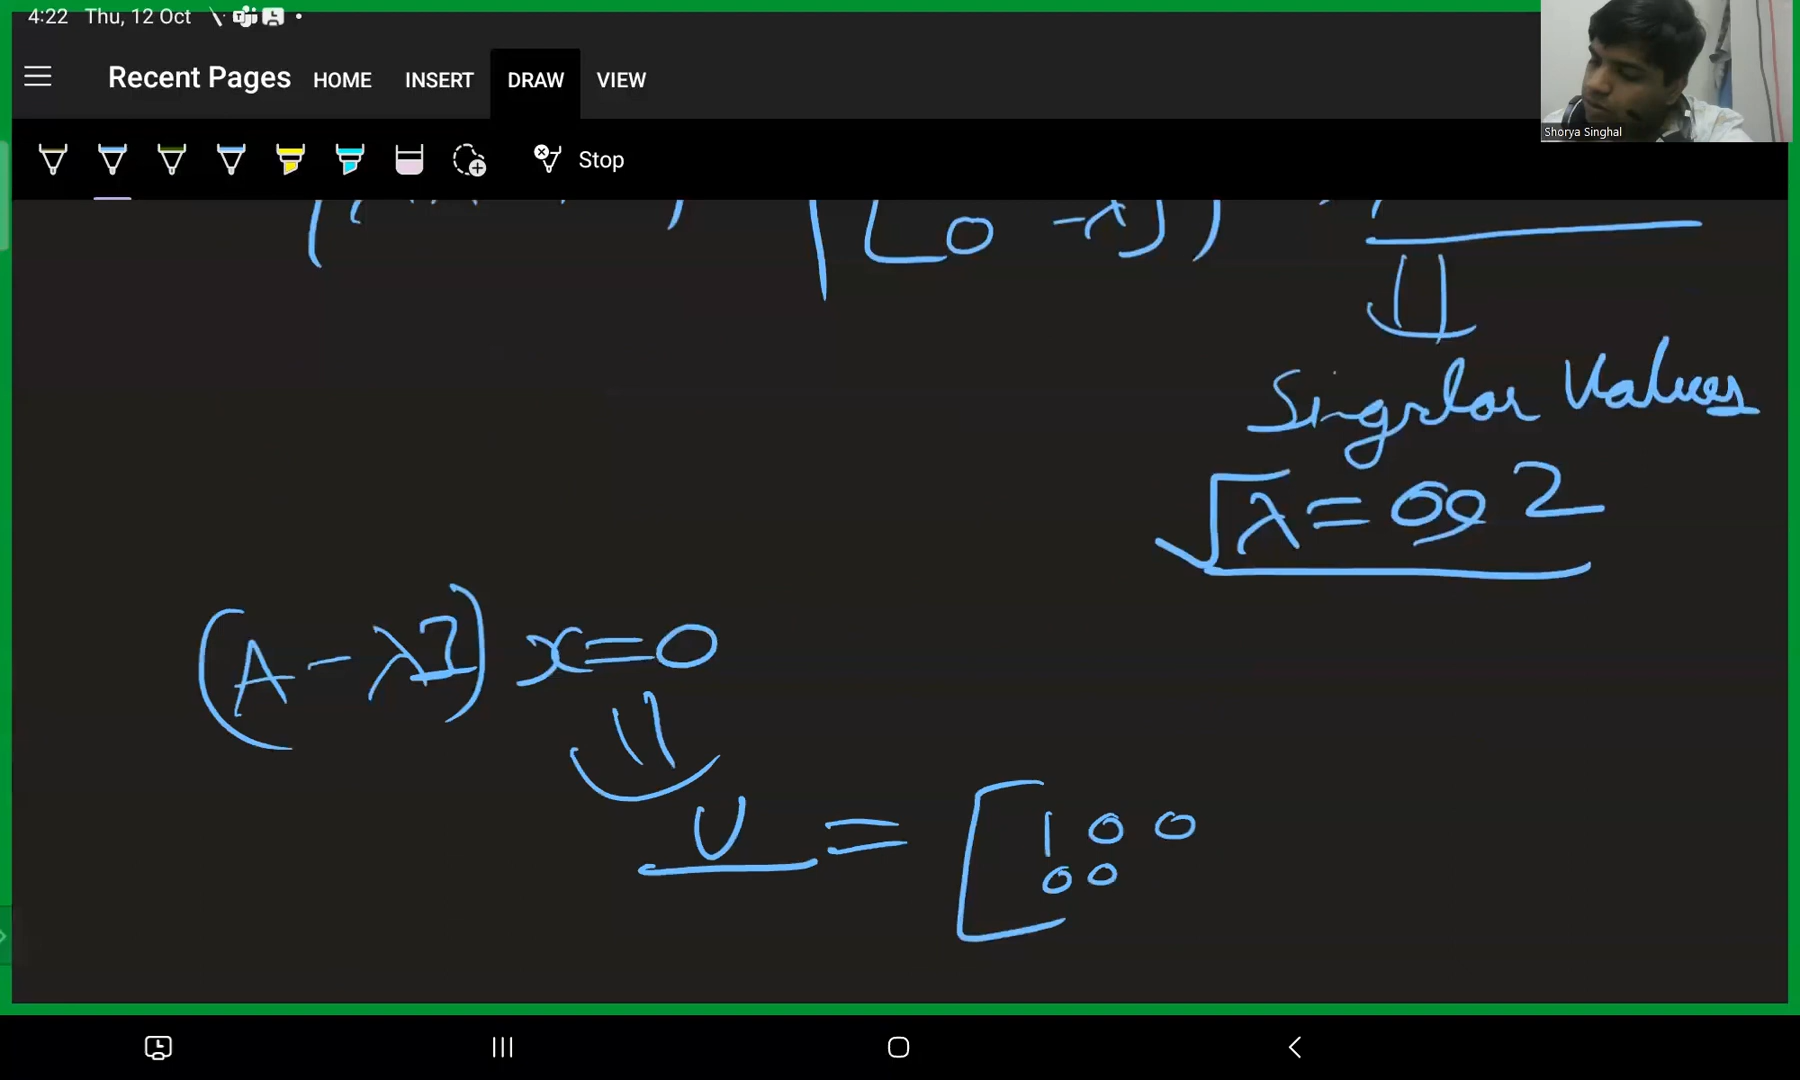 4:22 Thu, 12 Oct
Shorya Singhal
Recent Pages HOME INSERT DRAW VIEW
Stop
[0 -λ])
Singular Values
√λ = 0, 2
(A - λI) x = 0
U = [ 1 0 0
0 0